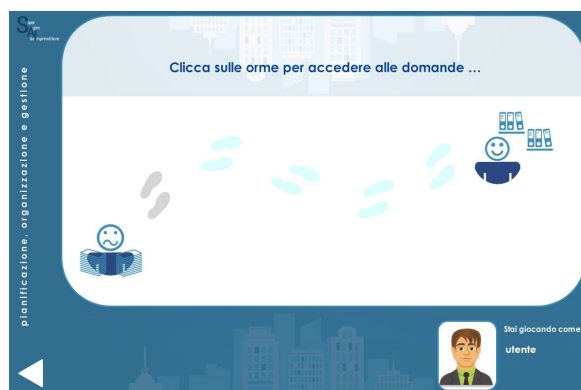 Clicca sulle orme per accedere alle domande ...
pianificazione, organizzazione e gestione
Stai giocando come
utente